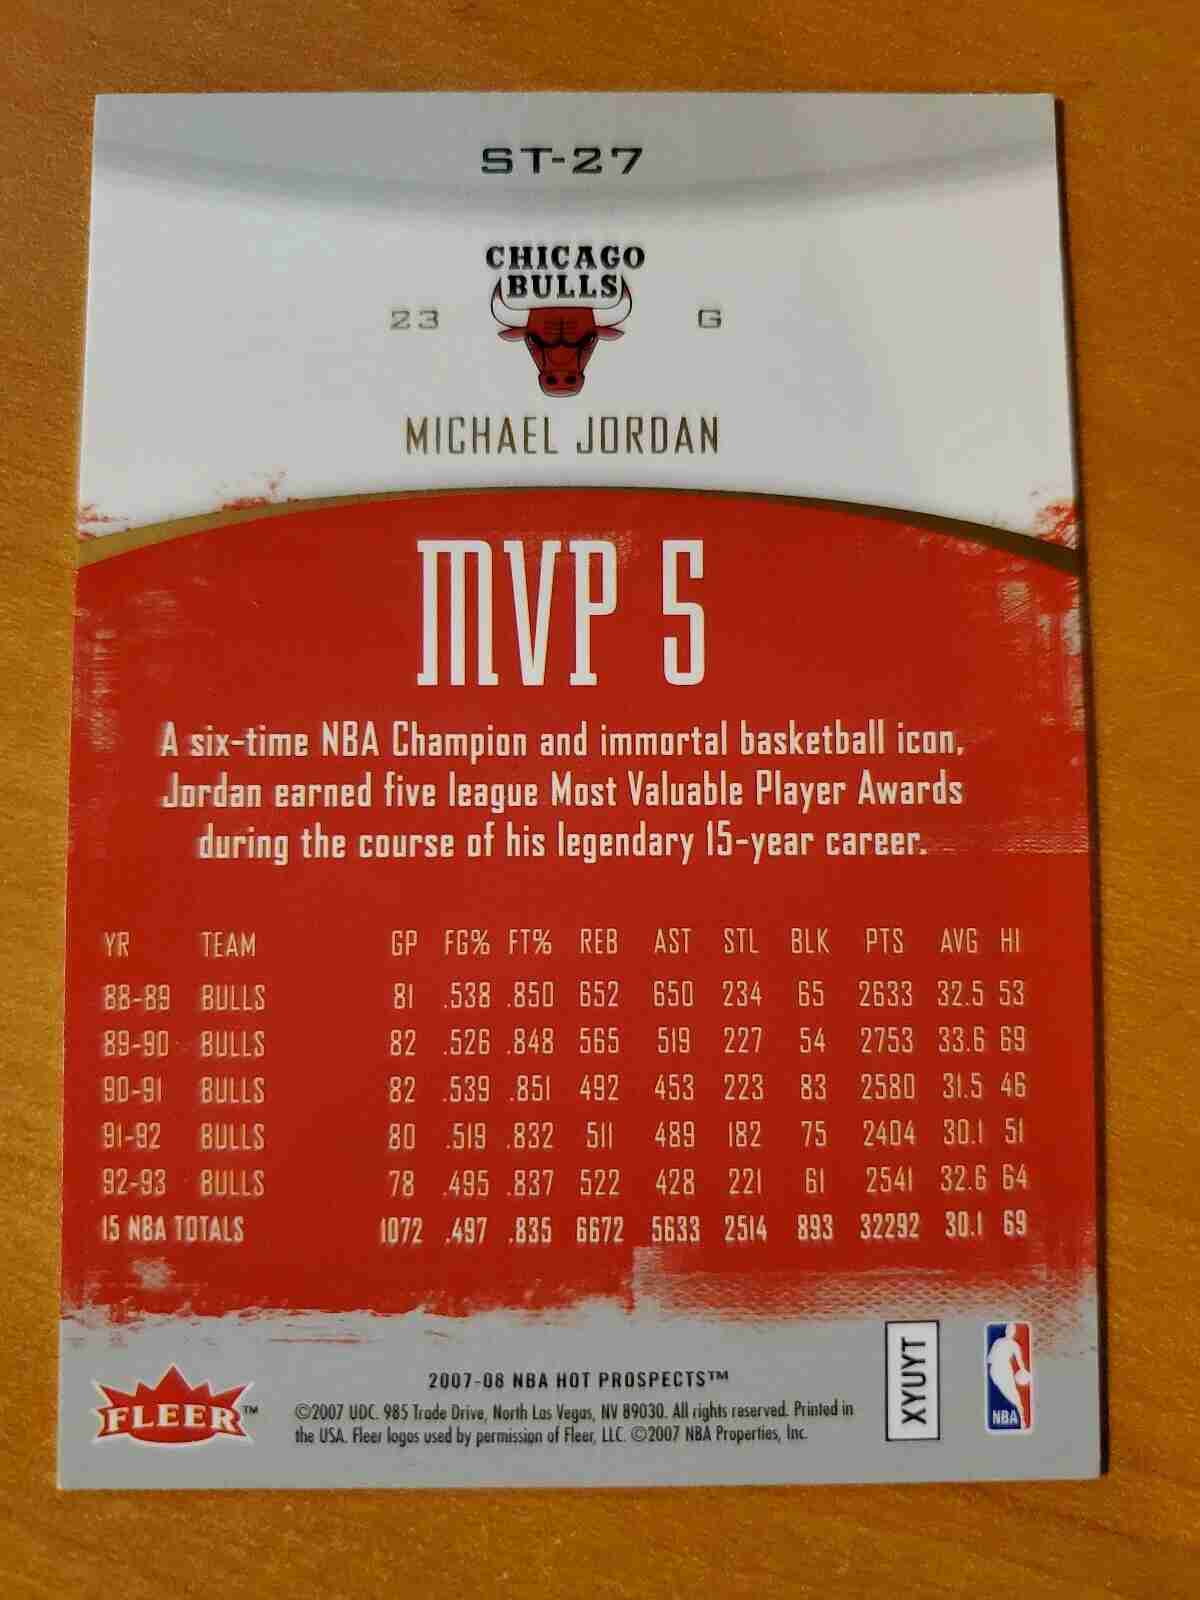 ST-27
CHICAGO
BULLS
23 G
MICHAEL JORDAN
MVP 5
A six-time NBA Champion and immortal basketball icon,
Jordan earned five league Most Valuable Player Awards
during the course of his legendary 15-year career.
YR TEAM GP FG% FT% REB AST STL BLK PTS AVG HI
88-89 BULLS 81 .538 .850 652 650 234 65 2633 32.5 53
89-90 BULLS 82 .526 .848 565 519 227 54 2753 33.6 69
90-91 BULLS 82 .539 .851 492 453 223 83 2580 31.5 46
91-92 BULLS 80 .519 .832 511 489 182 75 2404 30.1 51
92-93 BULLS 78 .495 .837 522 428 221 61 2541 32.6 64
15 NBA TOTALS 1072 .497 .835 6672 5633 2514 893 32292 30.1 69
FLEER™
2007-08 NBA HOT PROSPECTS™
©2007 UDC. 985 Trade Drive, North Las Vegas, NV 89030. All rights reserved. Printed in
the USA. Fleer logos used by permission of Fleer, LLC. ©2007 NBA Properties, Inc.
XYUYT
NBA